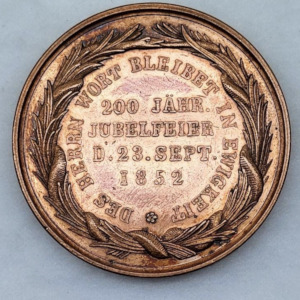 DES HERRN WORT BLEIBET IN EWIGKEIT
200 JÄHR.
JUBELFEIER
D. 23. SEPT.
1852